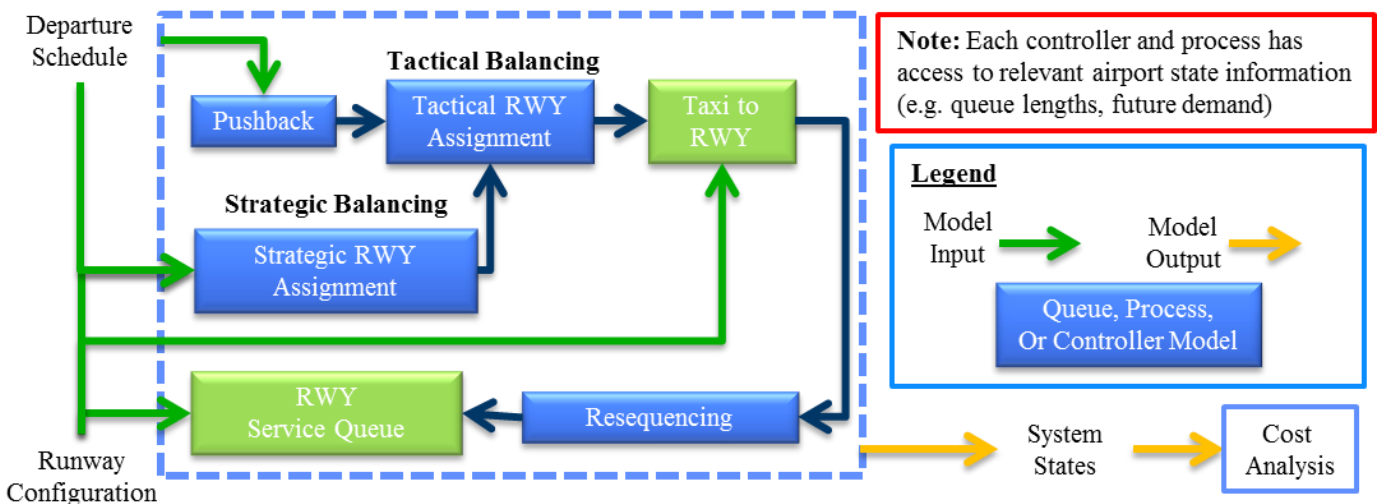 Departure
Schedule
Pushback
Tactical Balancing
Tactical RWY
Assignment
Taxi to
RWY
Strategic Balancing
Strategic RWY
Assignment
RWY
Service Queue
Resequencing
Runway
Configuration
Note: Each controller and process has
access to relevant airport state information
(e.g. queue lengths, future demand)
Legend
Model
Input
Model
Output
Queue, Process,
Or Controller Model
System
States
Cost
Analysis